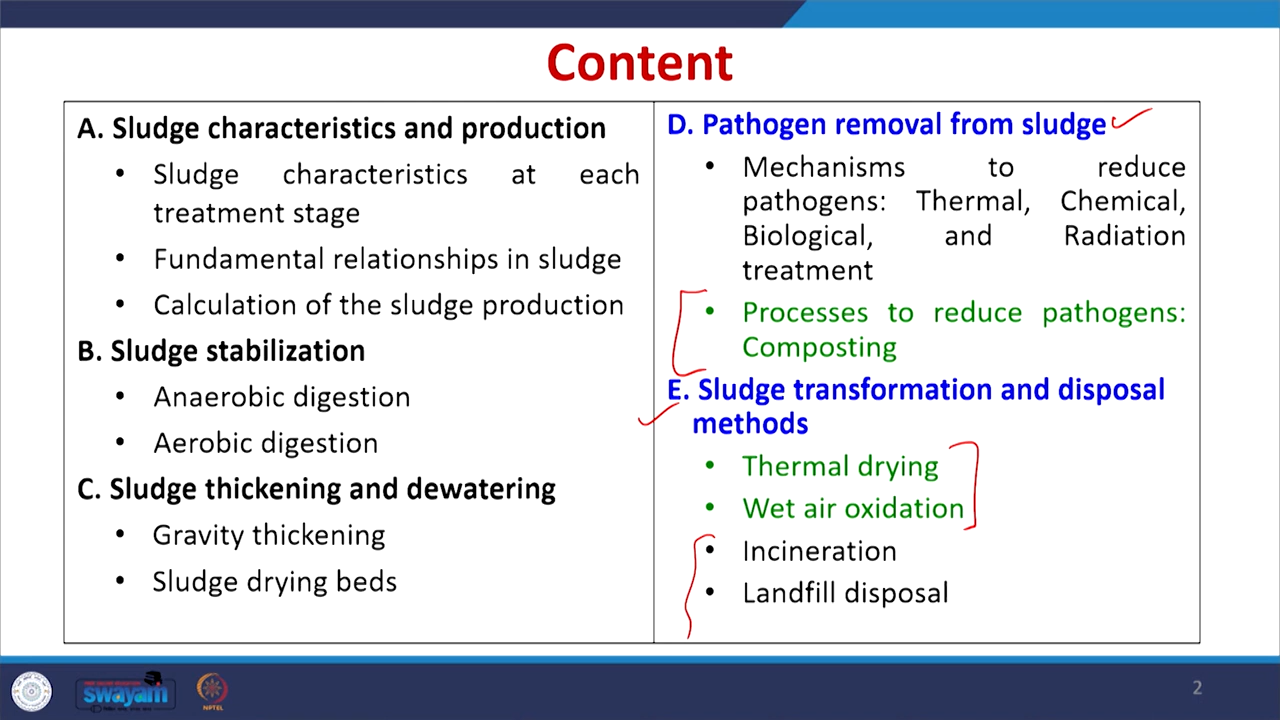 Content
A. Sludge characteristics and production
• Sludge characteristics at each
treatment stage
• Fundamental relationships in sludge
• Calculation of the sludge production
B. Sludge stabilization
• Anaerobic digestion
• Aerobic digestion
C. Sludge thickening and dewatering
• Gravity thickening
• Sludge drying beds
D. Pathogen removal from sludge
• Mechanisms to reduce
pathogens: Thermal, Chemical,
Biological, and Radiation
treatment
• Processes to reduce pathogens:
Composting
E. Sludge transformation and disposal
methods
• Thermal drying
• Wet air oxidation
• Incineration
• Landfill disposal
swayam
NPTEL
2